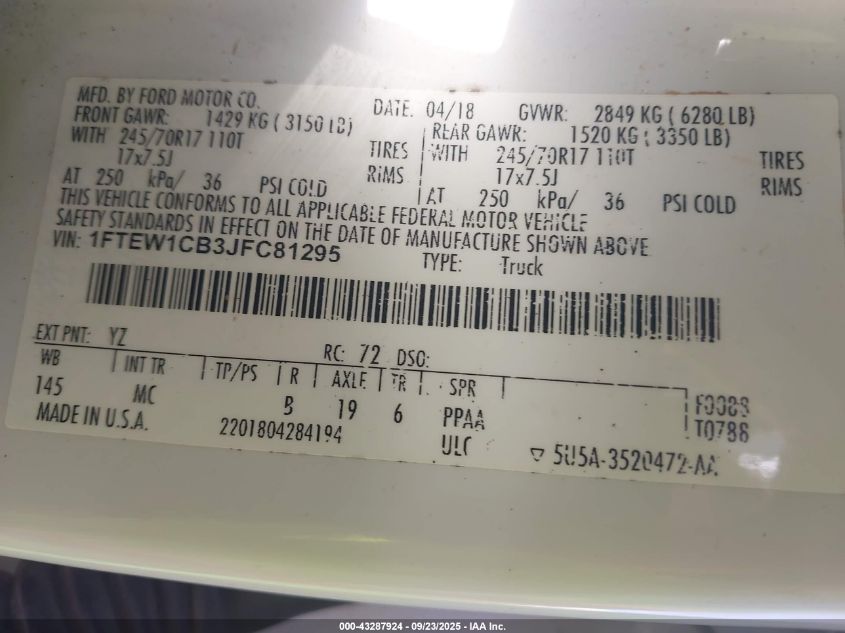 MFD. BY FORD MOTOR CO.
DATE: 04/18 GVWR: 2849 KG ( 6280 LB)
FRONT GAWR: 1429 KG ( 3150 LB)
REAR GAWR: 1520 KG ( 3350 LB)
WITH 245/70R17 110T TIRES
WITH 245/70R17 110T TIRES
17x7.5J RIMS
17x7.5J RIMS
AT 250 kPa/ 36 PSI COLD
AT 250 kPa/ 36 PSI COLD
THIS VEHICLE CONFORMS TO ALL APPLICABLE FEDERAL MOTOR VEHICLE
SAFETY STANDARDS IN EFFECT ON THE DATE OF MANUFACTURE SHOWN ABOVE
VIN: 1FTEW1CB3JFC81295
TYPE: Truck
EXT PNT: YZ RC: 72 DSO:
WB INT TR TP/PS R AXLE TR SPR
145 MC B 19 6 PPAA
F0088
T0788
MADE IN U.S.A. 2201804284194 ULC
5U5A-3520472-AA
000-43287924 - 09/23/2025 - IAA Inc.